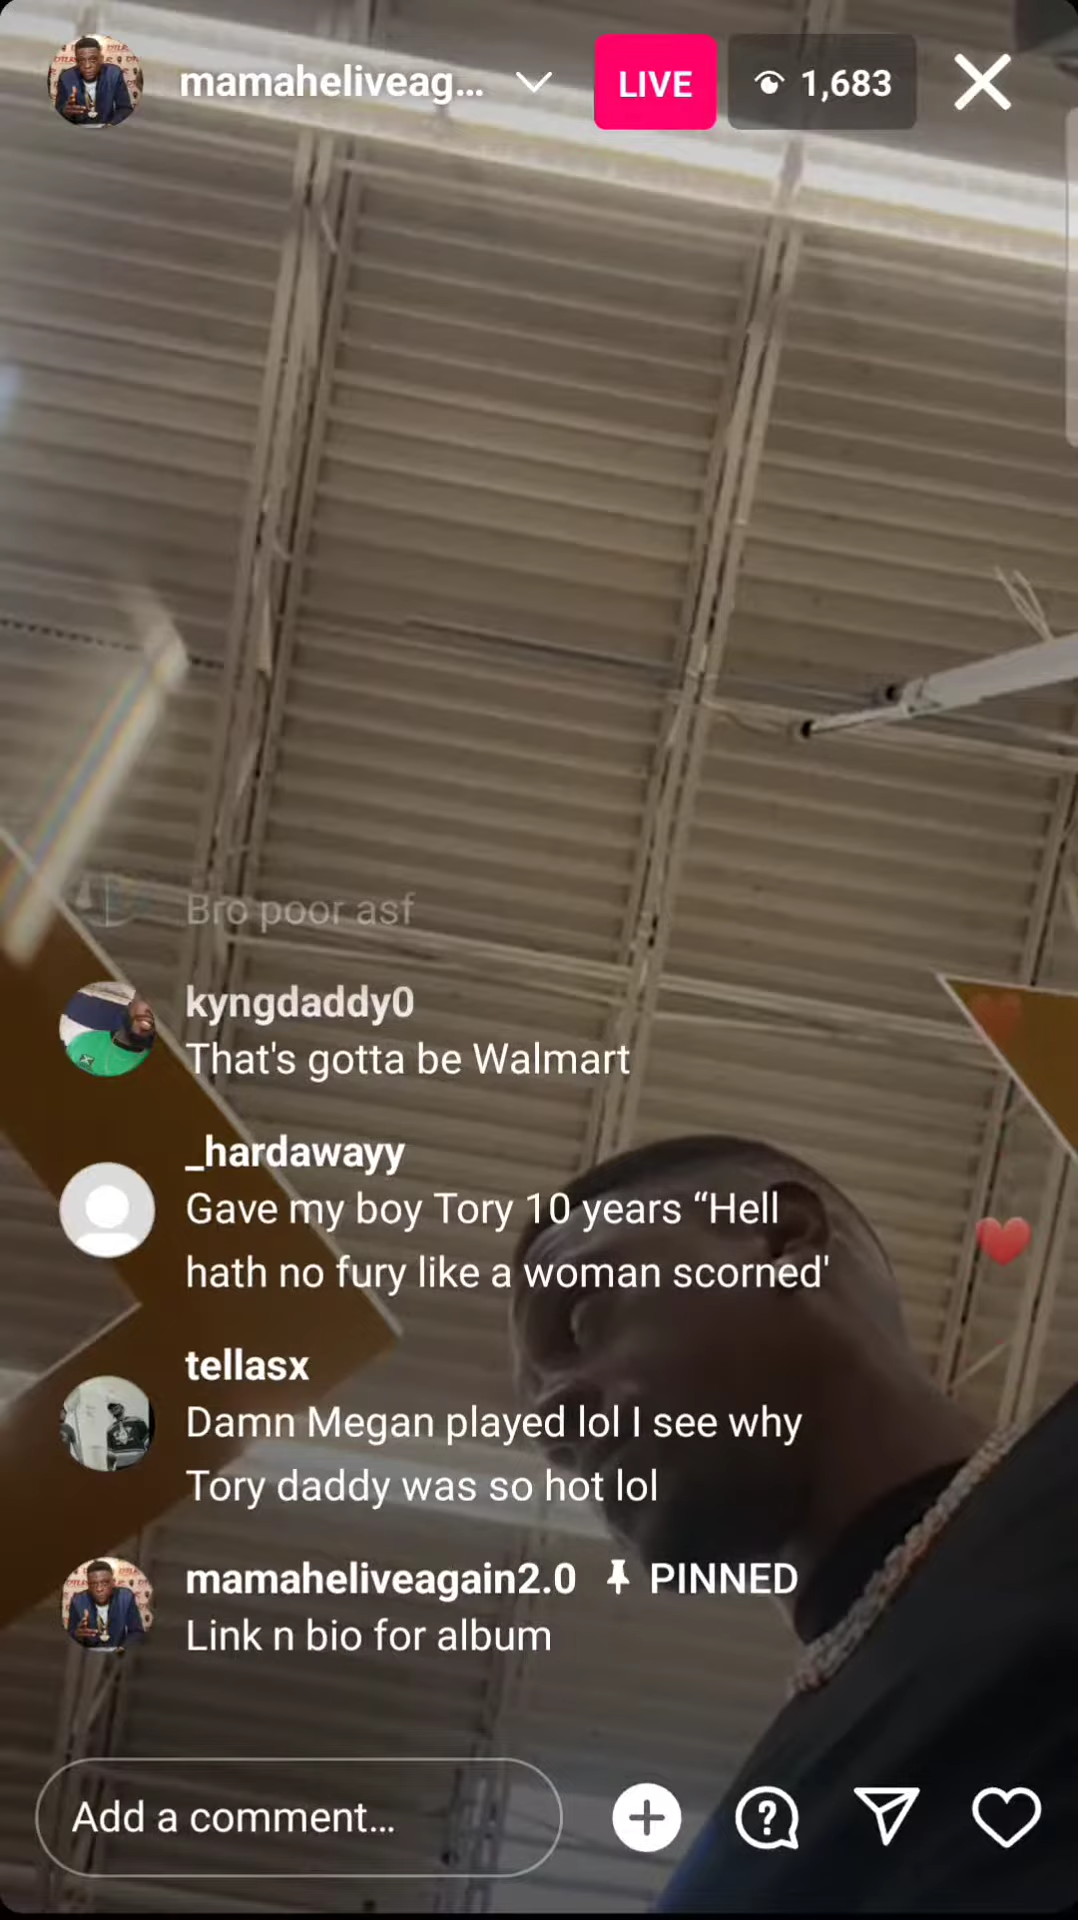 mamaheliveag...
LIVE
1,683
Bro poor asf
kyngdaddy0
That's gotta be Walmart
_hardawayy
Gave my boy Tory 10 years “Hell
hath no fury like a woman scorned'
tellasx
Damn Megan played lol I see why
Tory daddy was so hot lol
mamaheliveagain2.0 PINNED
Link n bio for album
Add a comment...